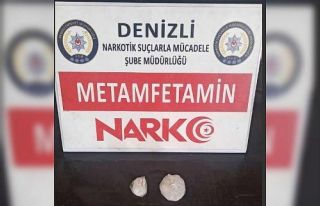 DENİZLİ
NARKOTİK SUÇLARLA MÜCADELE
ŞUBE MÜDÜRLÜĞÜ
METAMFETAMİN
NARKO